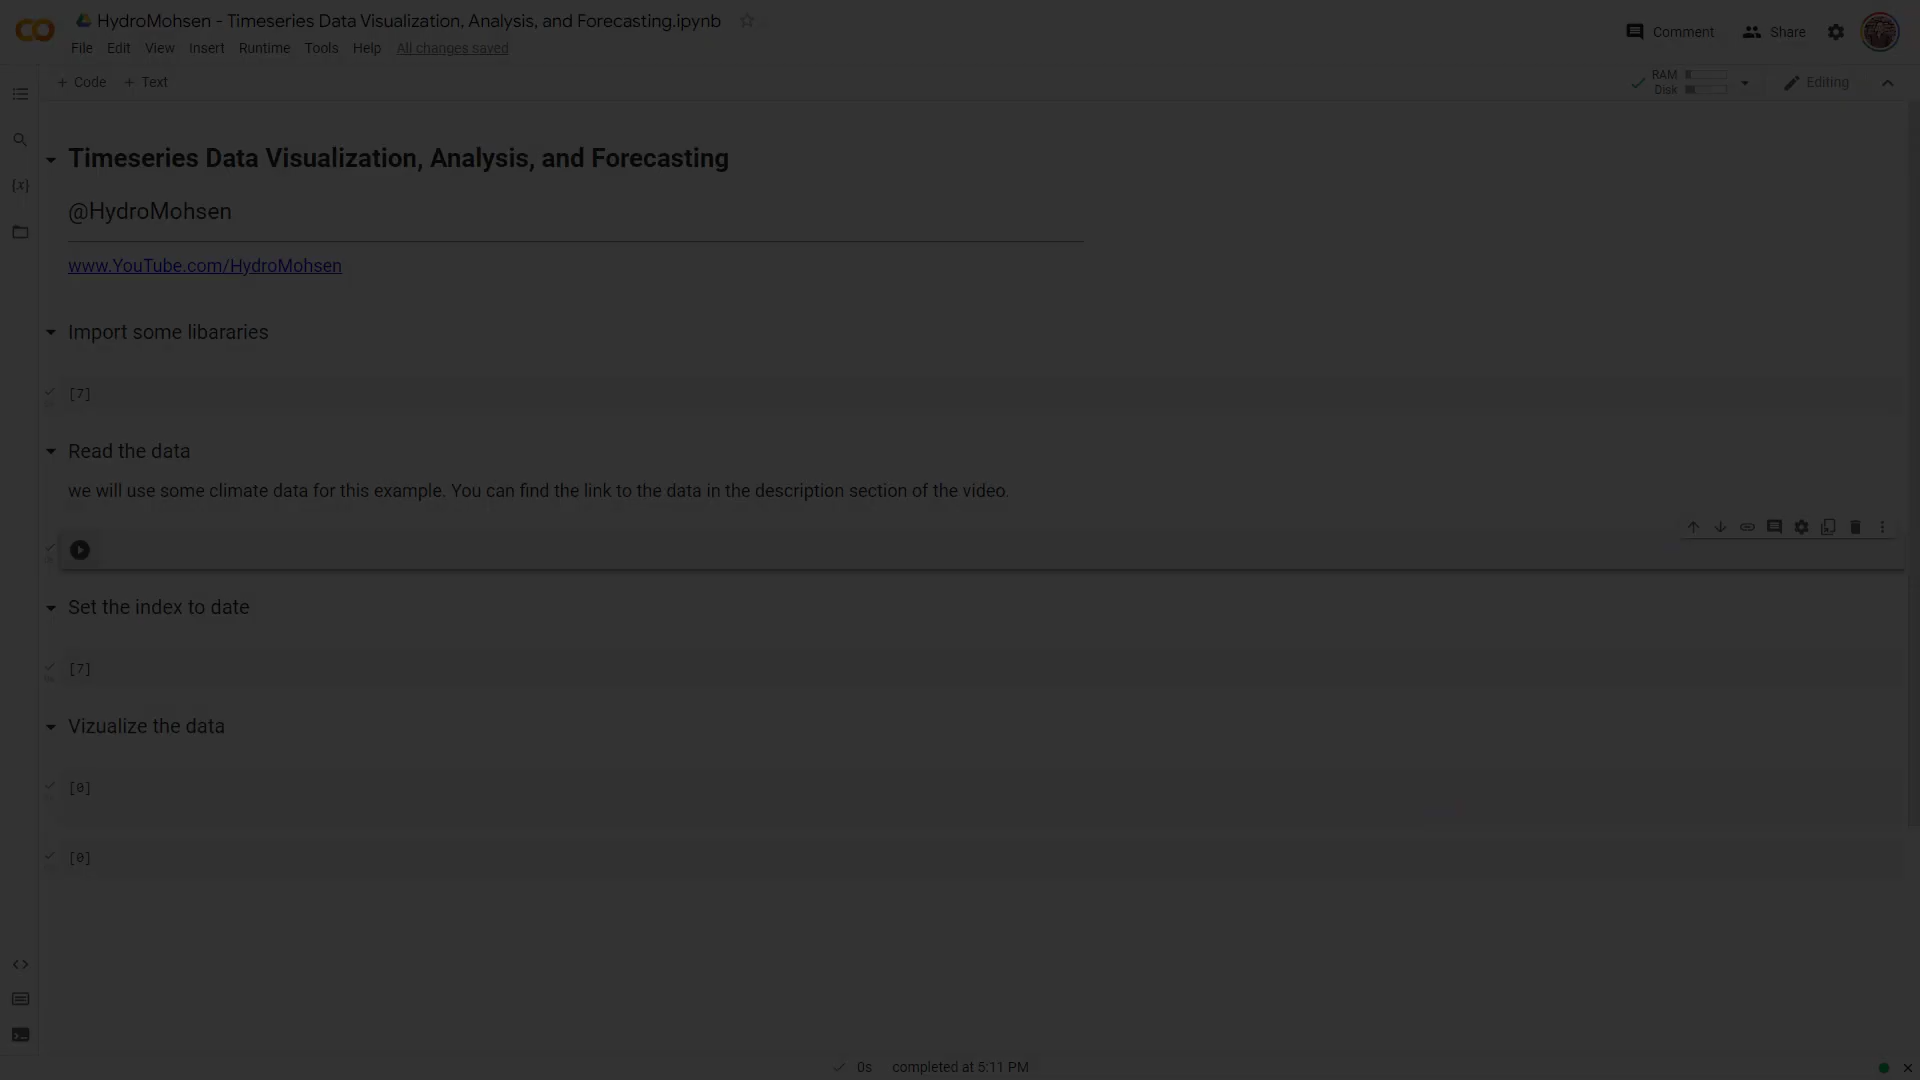 HydroMohsen - Timeseries Data Visualization, Analysis, and Forecasting.ipynb
File Edit View Insert Runtime Tools Help All changes saved
Comment Share
+ Code + Text
RAM
Disk
Editing
Timeseries Data Visualization, Analysis, and Forecasting
@HydroMohsen
www.YouTube.com/HydroMohsen
Import some libararies
[7]
Read the data
we will use some climate data for this example. You can find the link to the data in the description section of the video.
Set the index to date
[7]
Vizualize the data
[0]
[0]
0s completed at 5:11 PM